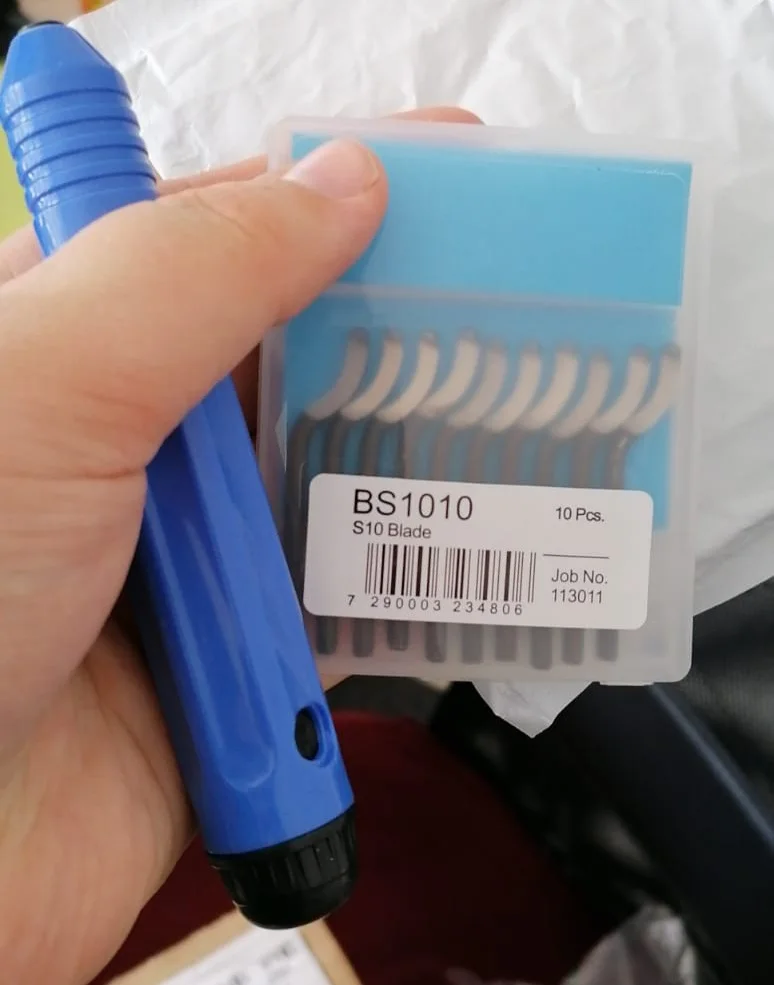 BS1010
10 Pcs.
S10 Blade
Job No.
113011
7 290003 234806